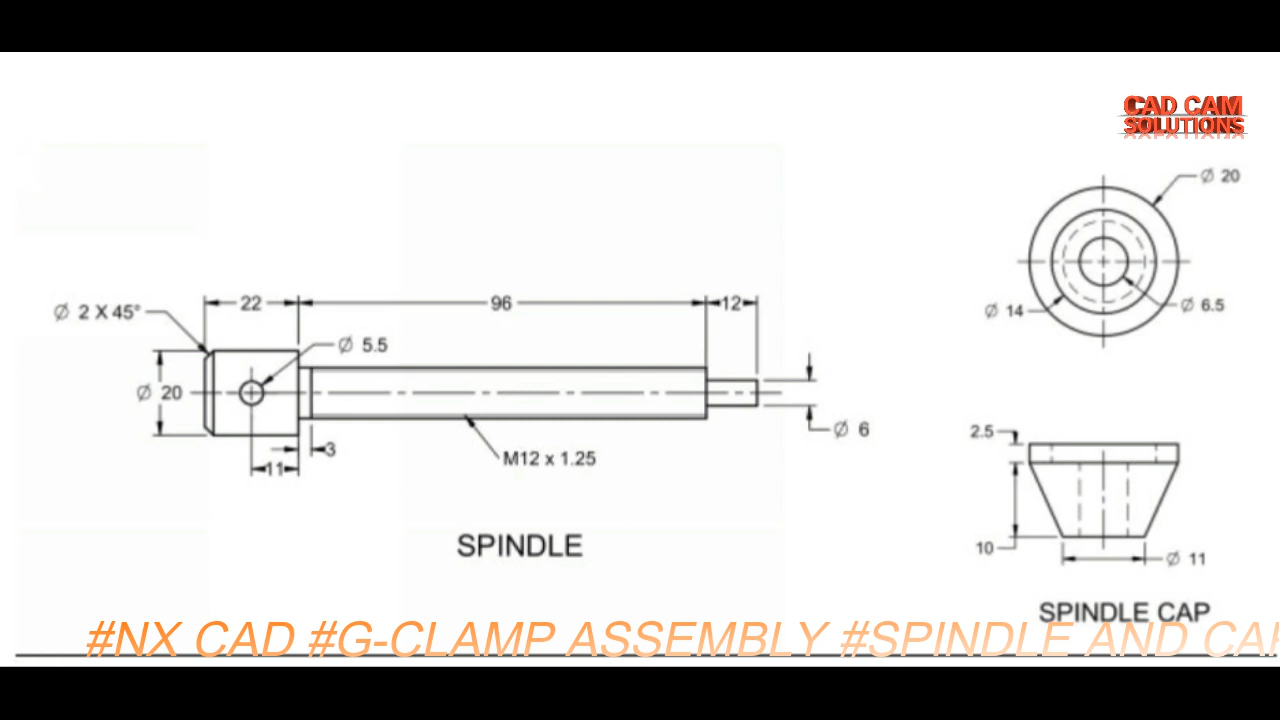 CAD CAM
SOLUTIONS
Ø 20
Ø 14
Ø 6.5
22
96
12
Ø 2 X 45°
Ø 5.5
Ø 20
Ø 6
3
11
M12 x 1.25
SPINDLE
2.5
10
Ø 11
SPINDLE CAP
#NX CAD #G-CLAMP ASSEMBLY #SPINDLE AND CAP